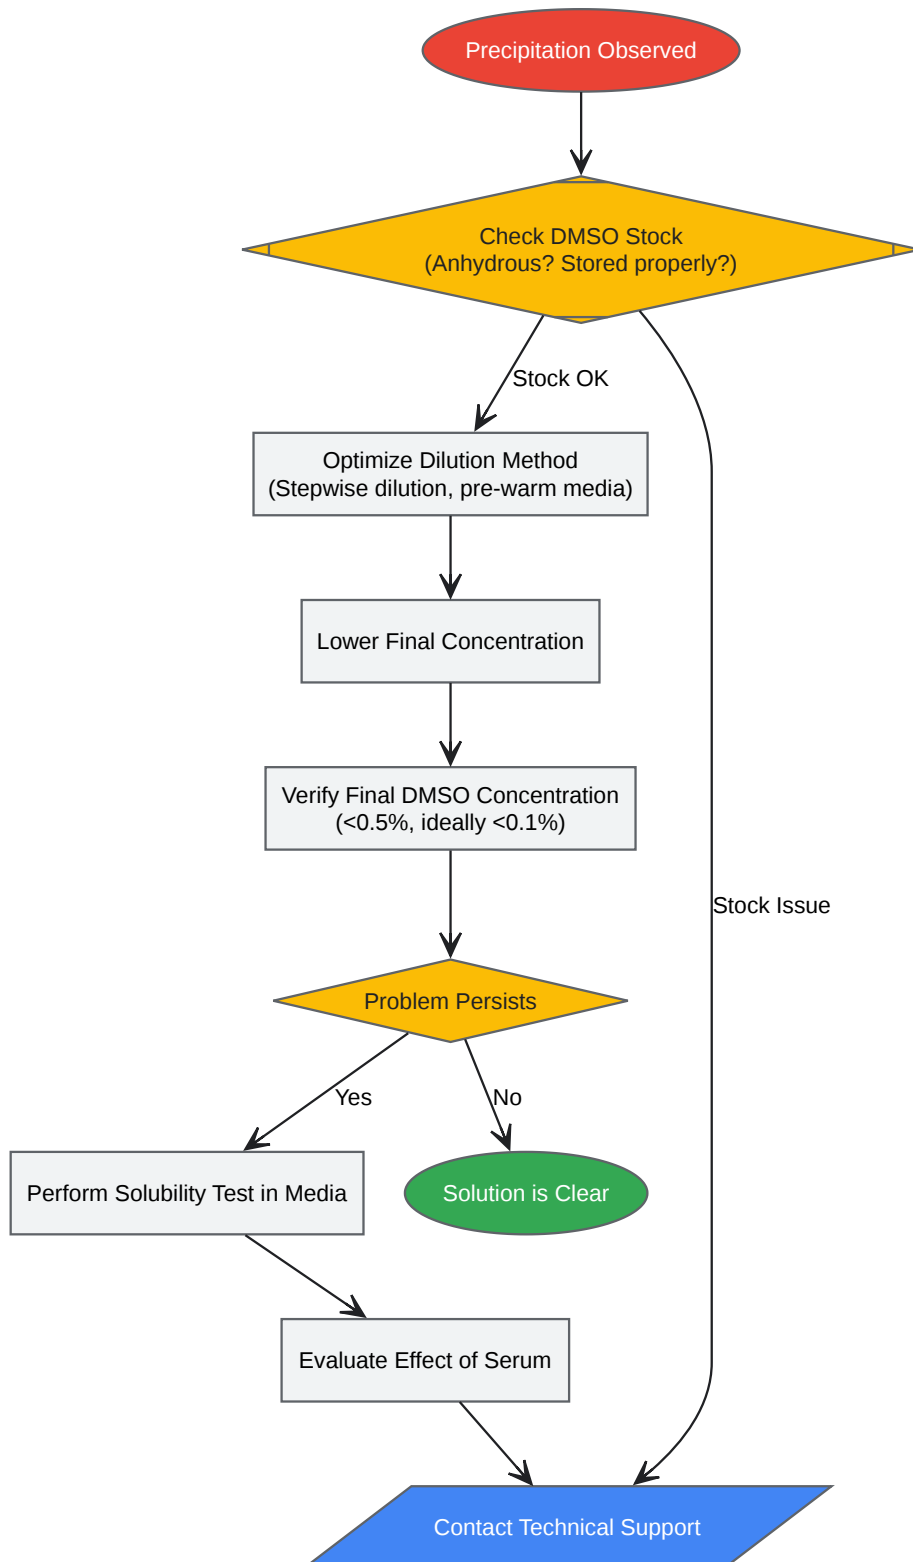 Precipitation Observed
Check DMSO Stock
(Anhydrous? Stored properly?)
Stock OK
Optimize Dilution Method
(Stepwise dilution, pre-warm media)
Lower Final Concentration
Verify Final DMSO Concentration
(<0.5%, ideally <0.1%)
Stock Issue
Problem Persists
Yes
No
Perform Solubility Test in Media
Solution is Clear
Evaluate Effect of Serum
Contact Technical Support